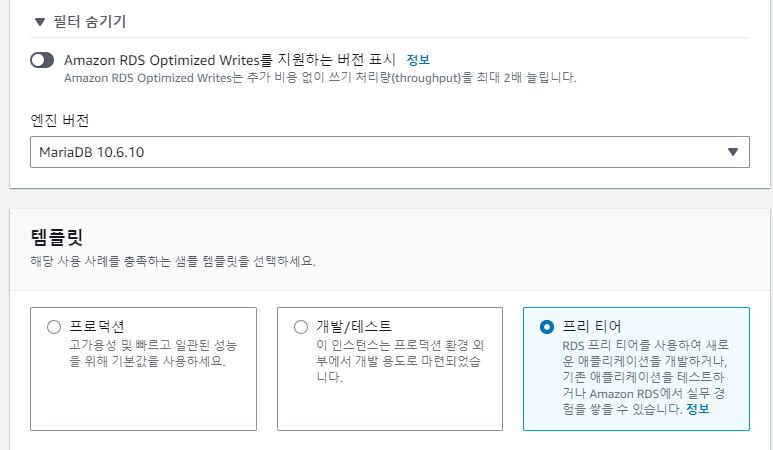 필터 숨기기
Amazon RDS Optimized Writes를 지원하는 버전 표시 정보
Amazon RDS Optimized Writes는 추가 비용 없이 쓰기 처리량(throughput)을 최대 2배 늘립니다.
엔진 버전
MariaDB 10.6.10
템플릿
해당 사용 사례를 충족하는 샘플 템플릿을 선택하세요.
프로덕션
고가용성 및 빠르고 일관된 성능
을 위해 기본값을 사용하세요.
개발/테스트
이 인스턴스는 프로덕션 환경 외
부에서 개발 용도로 마련되었습
니다.
프리 티어
RDS 프리 티어를 사용하여 새로
운 애플리케이션을 개발하거나,
기존 애플리케이션을 테스트하
거나 Amazon RDS에서 실무 경
험을 쌓을 수 있습니다. 정보